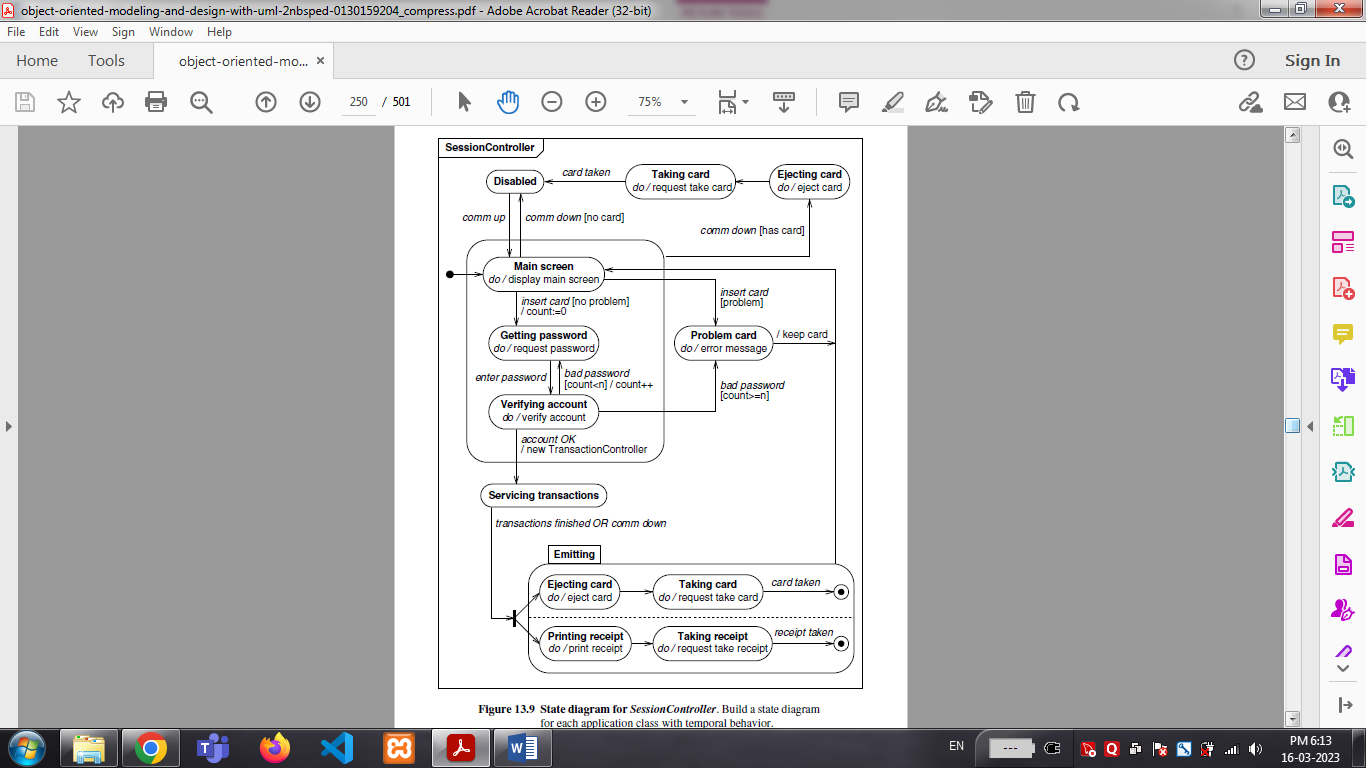 object-oriented-modeling-and-design-with-uml-2nbsped-0130159204_compress.pdf - Adobe Acrobat Reader (32-bit)
File Edit View Sign Window Help
Home Tools object-oriented-mo... × ? Sign In
250 / 501 75%
SessionController
Disabled
card taken
Taking card
do / request take card
Ejecting card
do / eject card
comm up
comm down [no card]
comm down [has card]
Main screen
do / display main screen
insert card [no problem]
/ count:=0
insert card
[problem]
Getting password
do / request password
Problem card
do / error message
/ keep card
enter password
bad password
[count<n] / count++
bad password
[count>=n]
Verifying account
do / verify account
account OK
/ new TransactionController
Servicing transactions
transactions finished OR comm down
Emitting
Ejecting card
do / eject card
Taking card
do / request take card
card taken
Printing receipt
do / print receipt
Taking receipt
do / request take receipt
receipt taken
Figure 13.9 State diagram for SessionController. Build a state diagram
for each application class with temporal behavior.
EN
---
PM 6:13
16-03-2023